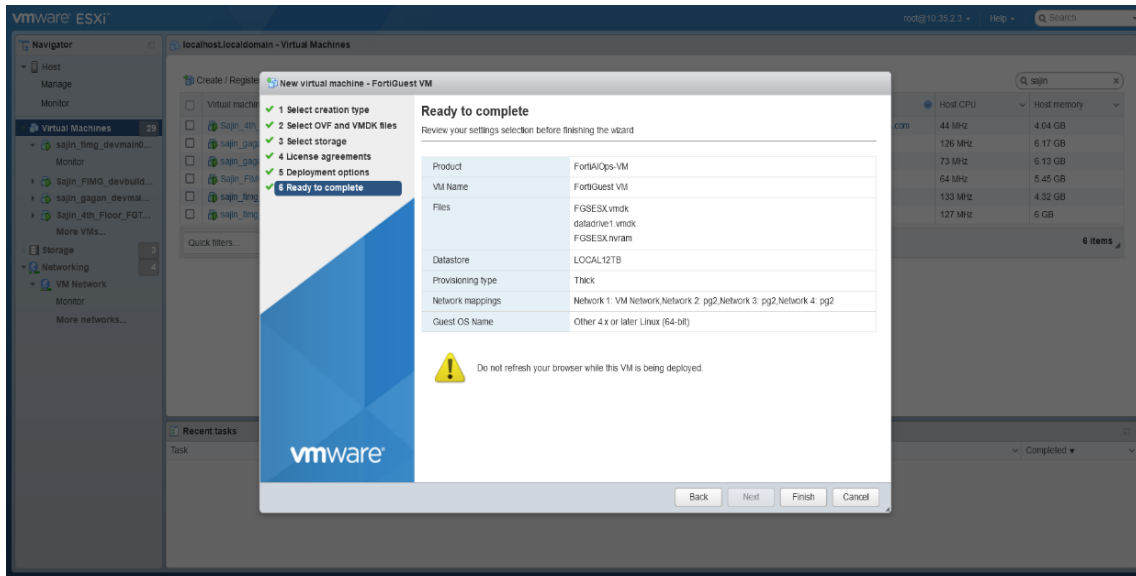 vmware ESXi
root@10.35.2.3 Help Search
Navigator
localhost.localdomain - Virtual Machines
Host
Manage
Monitor
Virtual Machines 29
sajin_fimg_devmain0...
Monitor
Sajin_FIMG_devbuild...
sajin_gagan_devmai...
Sajin_4th_Floor_FGT...
More VMs...
Storage
Networking 4
VM Network
Monitor
More networks...
Create / Registe
sajin
Virtual machin
Host CPU
Host memory
Sajin_4th_
com
44 MHz
4.04 GB
sajin_gag
126 MHz
6.17 GB
sajin_gag
73 MHz
6.13 GB
Sajin_FIM
64 MHz
5.45 GB
sajin_fimg
133 MHz
4.32 GB
sajin_fimg
127 MHz
6 GB
Quick filters...
6 items
New virtual machine - FortiGuest VM
1 Select creation type
2 Select OVF and VMDK files
3 Select storage
4 License agreements
5 Deployment options
6 Ready to complete
vmware
Ready to complete
Review your settings selection before finishing the wizard
Product FortiAIOps-VM
VM Name FortiGuest VM
Files FGSESX.vmdk
datadrive1.vmdk
FGSESX.nvram
Datastore LOCAL12TB
Provisioning type Thick
Network mappings Network 1: VM Network,Network 2: pg2,Network 3: pg2,Network 4: pg2
Guest OS Name Other 4.x or later Linux (64-bit)
Do not refresh your browser while this VM is being deployed.
Back Next Finish Cancel
Recent tasks
Task
Completed